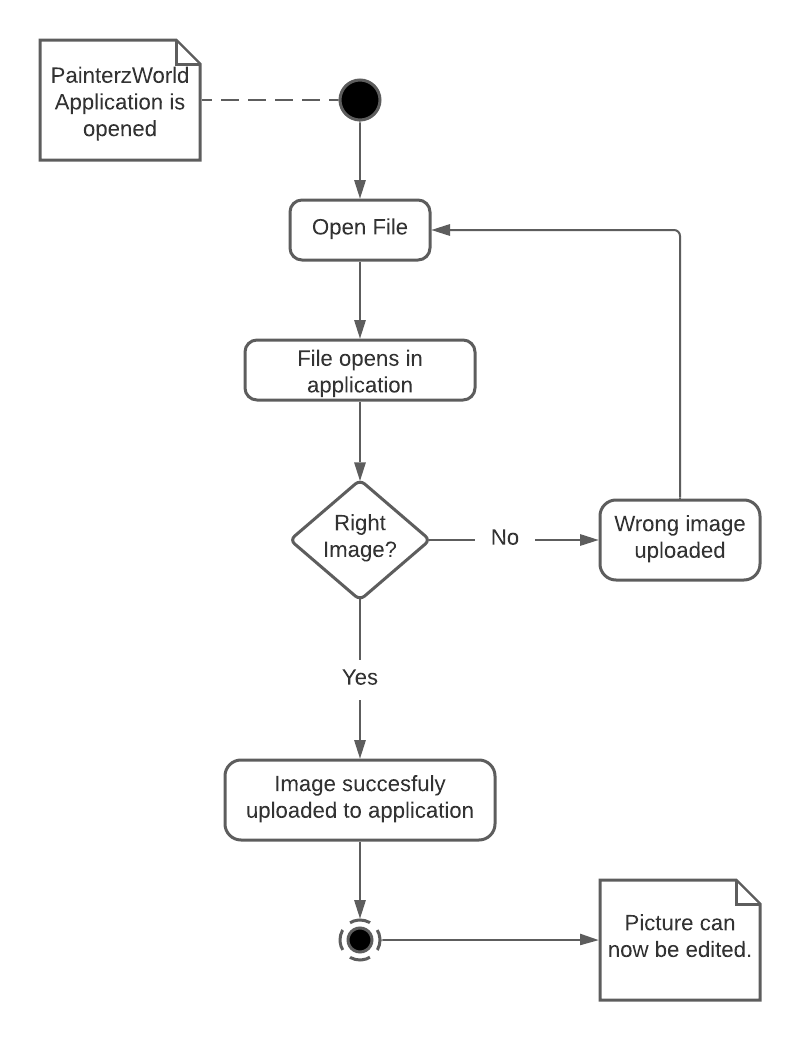 PainterzWorld
Application is
opened
Open File
File opens in
application
Right
Image?
No
Wrong image
uploaded
Yes
Image succesfuly
uploaded to application
Picture can
now be edited.